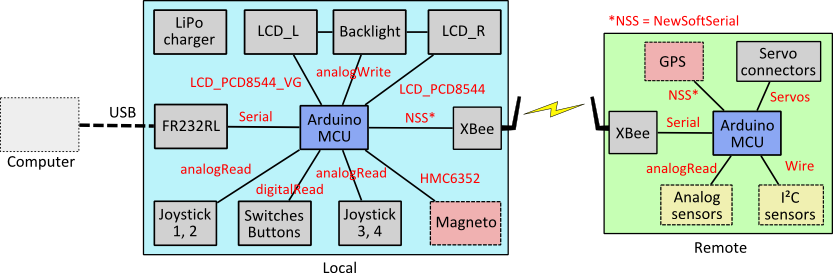 *NSS = NewSoftSerial
LiPo
charger
LCD_L
Backlight
LCD_R
LCD_PCD8544_VG
analogWrite
LCD_PCD8544
GPS
Servo
connectors
NSS*
Servos
USB
FR232RL
Serial
Arduino
MCU
NSS*
XBee
XBee
Serial
Arduino
MCU
Computer
analogRead
digitalRead
analogRead
HMC6352
analogRead
Wire
Joystick
1, 2
Switches
Buttons
Joystick
3, 4
Magneto
Analog
sensors
I²C
sensors
Local
Remote